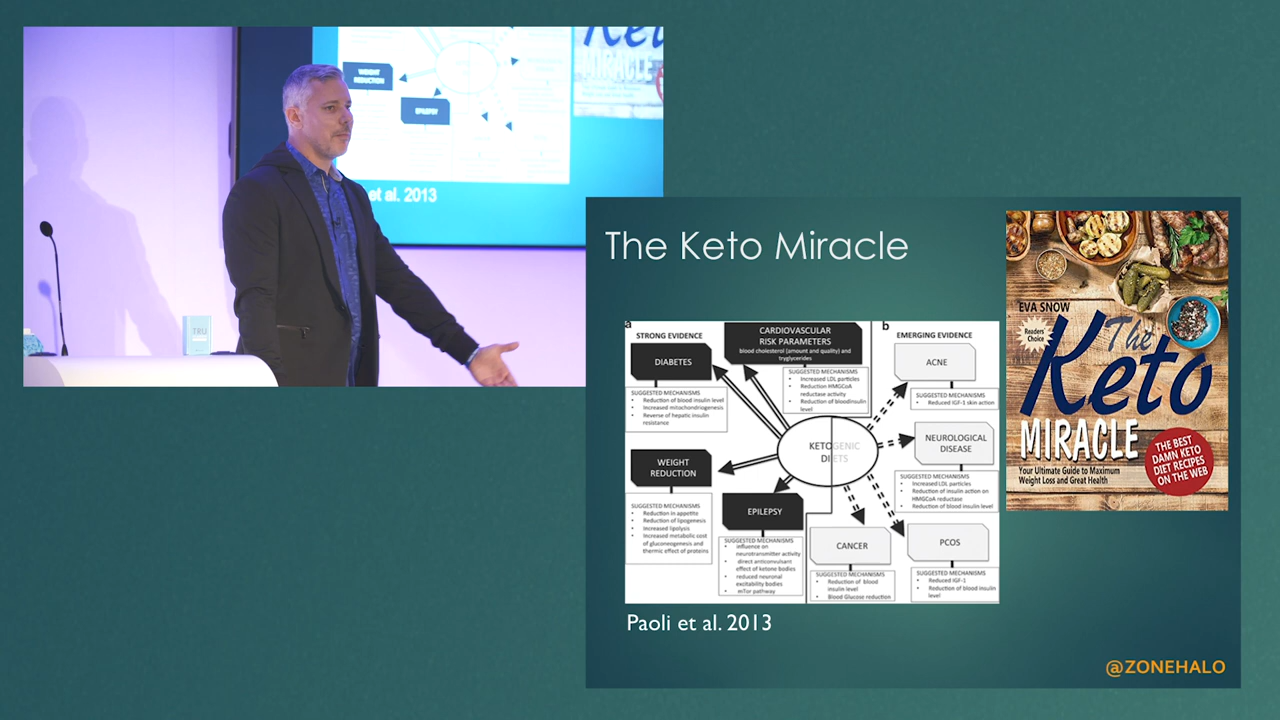 WEIGHT
REDUCTION
EPILEPSY
MIRACLE
et al. 2013
TRU
The Keto Miracle
a
STRONG EVIDENCE
CARDIOVASCULAR
RISK PARAMETERS
blood cholesterol (amount and quality) and
tryglycerides
b
EMERGING EVIDENCE
DIABETES
SUGGESTED MECHANISMS
• Reduction of blood insulin level
• Increased mitochondriogenesis
• Reverse of hepatic insulin
resistance
SUGGESTED MECHANISMS
• Increased LDL particles
• Reduction HMGCoA
reductase activity
• Reduction of bloodinsulin
level
ACNE
SUGGESTED MECHANISMS
• Reduced IGF-1 skin action
KETOGENIC
DIETS
NEUROLOGICAL
DISEASE
SUGGESTED MECHANISMS
• Increased LDL particles
• Reduction of insulin action on
HMGCoA reductase
• Reduction of blood insulin level
WEIGHT
REDUCTION
SUGGESTED MECHANISMS
• Reduction in appetite
• Reduction of lipogenesis
• Increased lipolysis
• Increased metabolic cost
of gluconeogenesis and
thermic effect of proteins
EPILEPSY
SUGGESTED MECHANISMS
• influence on
neurotransmitter activity
• direct anticonvulsant
effect of ketone bodies
• reduced neuronal
excitability bodies
• mTor pathway
CANCER
SUGGESTED MECHANISMS
• Reduction of blood
insulin level
• Blood Glucose reduction
PCOS
SUGGESTED MECHANISMS
• Reduced IGF-1
• Reduction of blood insulin
level
Paoli et al. 2013
EVA SNOW
Readers'
Choice
The
Keto
MIRACLE
Your Ultimate Guide to Maximum
Weight Loss and Great Health
THE BEST
DAMN KETO
DIET RECIPES
ON THE WEB
@ZONEHALO